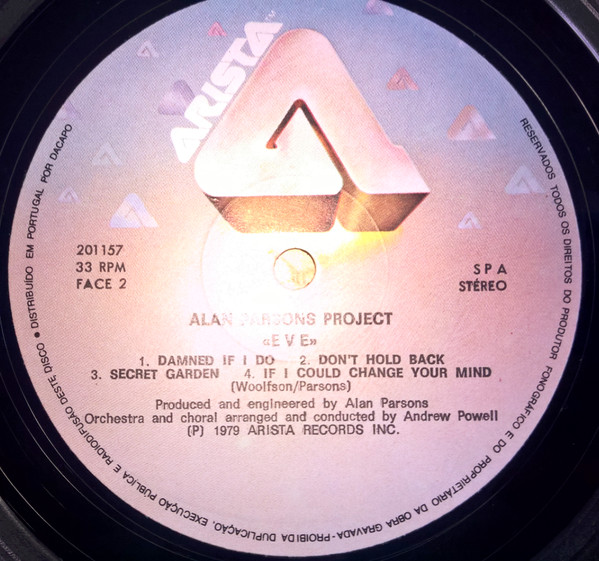 ARISTA™
201157
33 RPM
FACE 2
SPA
STÉREO
ALAN PARSONS PROJECT
«EVE»
1. DAMNED IF I DO 2. DON'T HOLD BACK
3. SECRET GARDEN 4. IF I COULD CHANGE YOUR MIND
(Woolfson/Parsons)
Produced and engineered by Alan Parsons
Orchestra and choral arranged and conducted by Andrew Powell
(P) 1979 ARISTA RECORDS INC.
RESERVADOS TODOS OS DIREITOS DO PRODUTOR FONOGRÁFICO E DO PROPRIETÁRIO DA OBRA GRAVADA-PROIBIDA DUPLICAÇÃO, EXECUÇÃO PÚBLICA E RADIODIFUSÃO DESTE DISCO • DISTRIBUÍDO EM PORTUGAL POR DACAPO